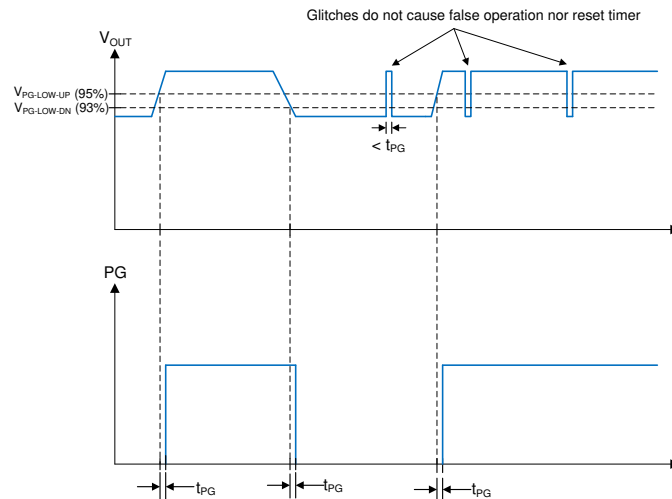 Glitches do not cause false operation nor reset timer
VOUT
VPG-LOW-UP (95%)
VPG-LOW-DN (93%)
< tPG
PG
tPG
tPG
tPG